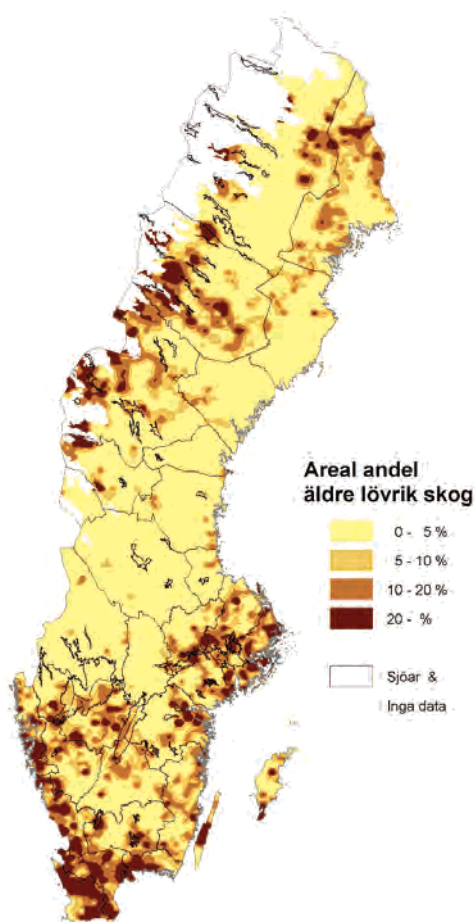 Areal andel
äldre lövrik skog
0 - 5 %
5 - 10 %
10 - 20 %
20 - %
Sjöar &
Inga data